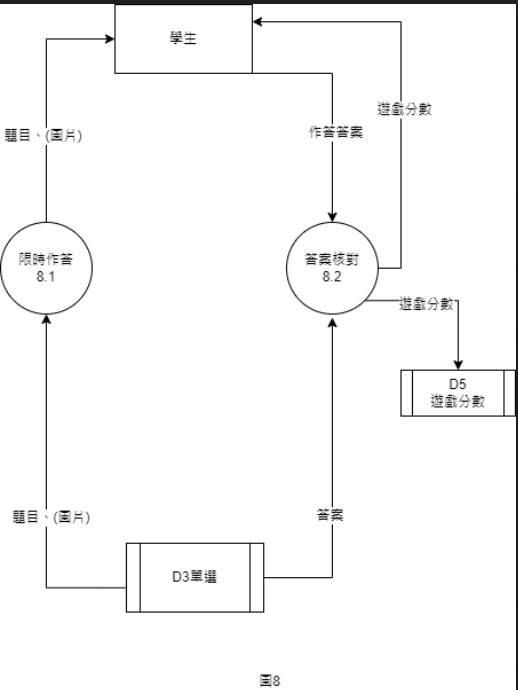 學生
遊戲分數
題目、(圖片)
作答答案
限時作答
8.1
答案核對
8.2
遊戲分數
D5
遊戲分數
題目、(圖片)
答案
D3單選
圖8